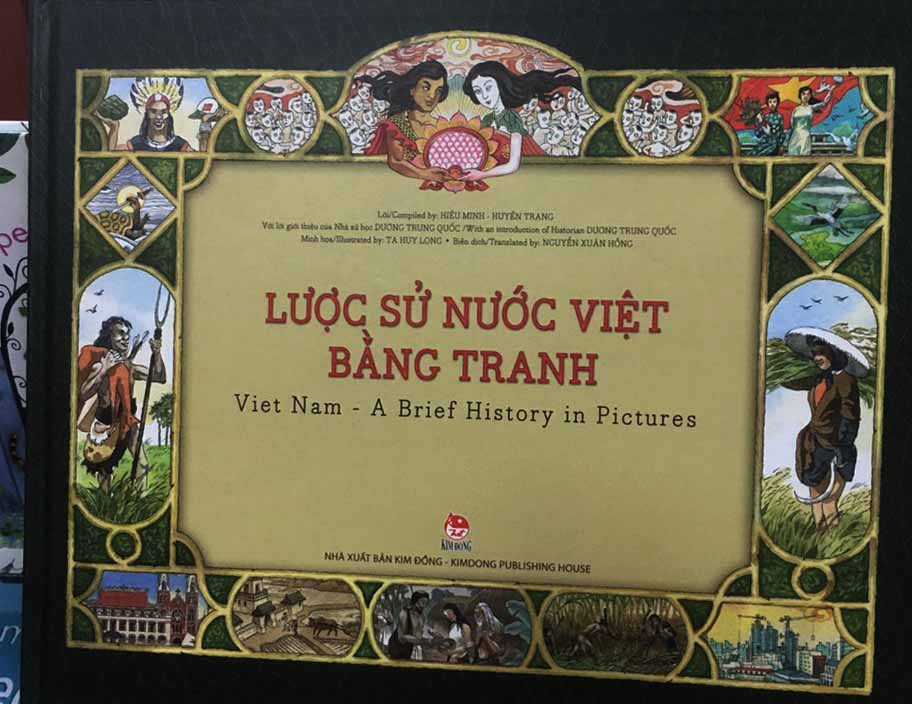 Lời/Compiled by: HIẾU MINH - HUYỀN TRANG
Với lời giới thiệu của Nhà sử học DƯƠNG TRUNG QUỐC /With an introduction of Historian DƯƠNG TRUNG QUỐC
Minh họa/Illustrated by: TẠ HUY LONG • Biên dịch/Translated by: NGUYỄN XUÂN HỒNG
LƯỢC SỬ NƯỚC VIỆT
BẰNG TRANH
Viet Nam - A Brief History in Pictures
KIM ĐỒNG
NHÀ XUẤT BẢN KIM ĐỒNG - KIMDONG PUBLISHING HOUSE
pe